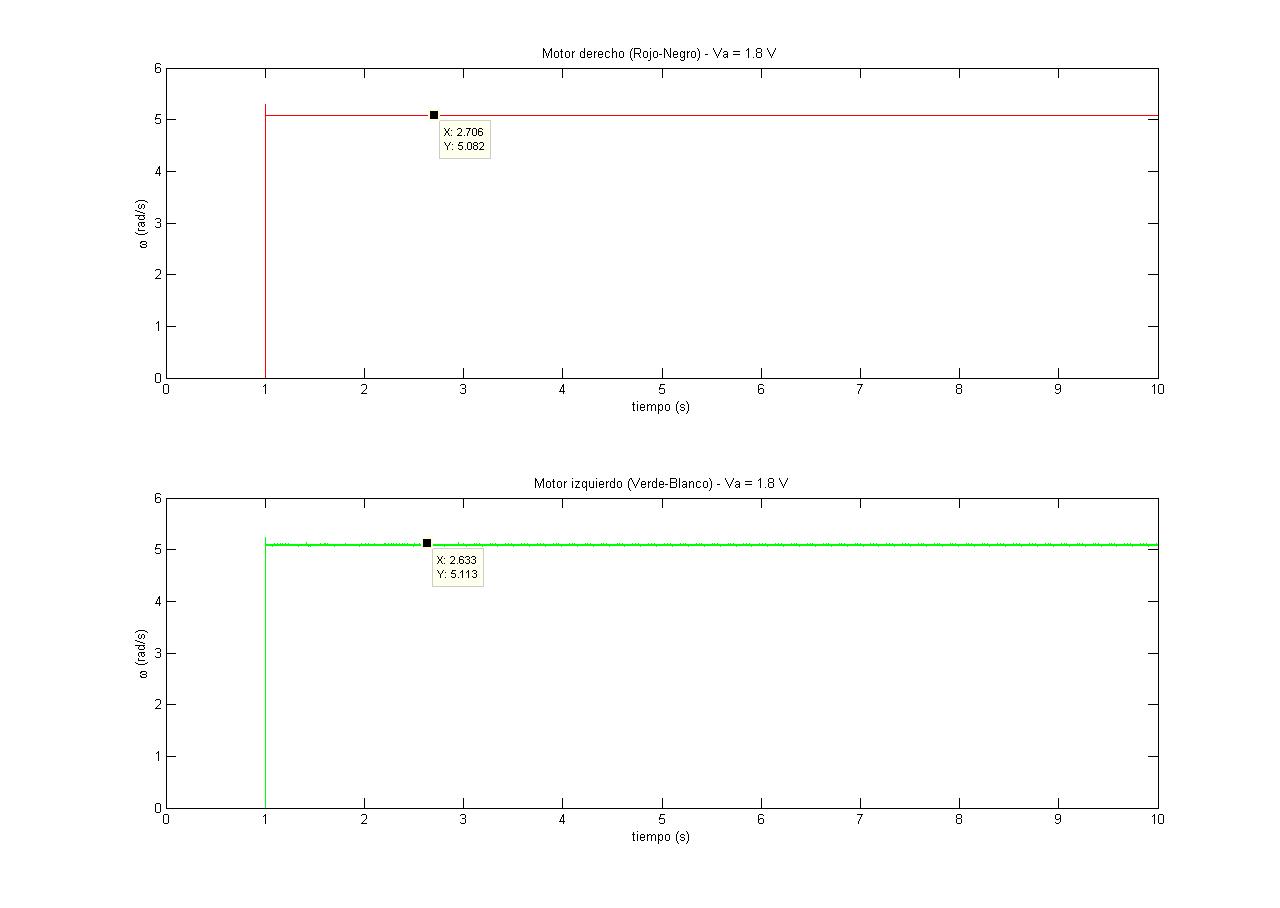 Motor derecho (Rojo-Negro) - Va = 1.8 V
6
5
4
3
2
1
0
ω (rad/s)
X: 2.706
Y: 5.082
0 1 2 3 4 5 6 7 8 9 10
tiempo (s)
Motor izquierdo (Verde-Blanco) - Va = 1.8 V
6
5
4
3
2
1
0
ω (rad/s)
X: 2.633
Y: 5.113
0 1 2 3 4 5 6 7 8 9 10
tiempo (s)